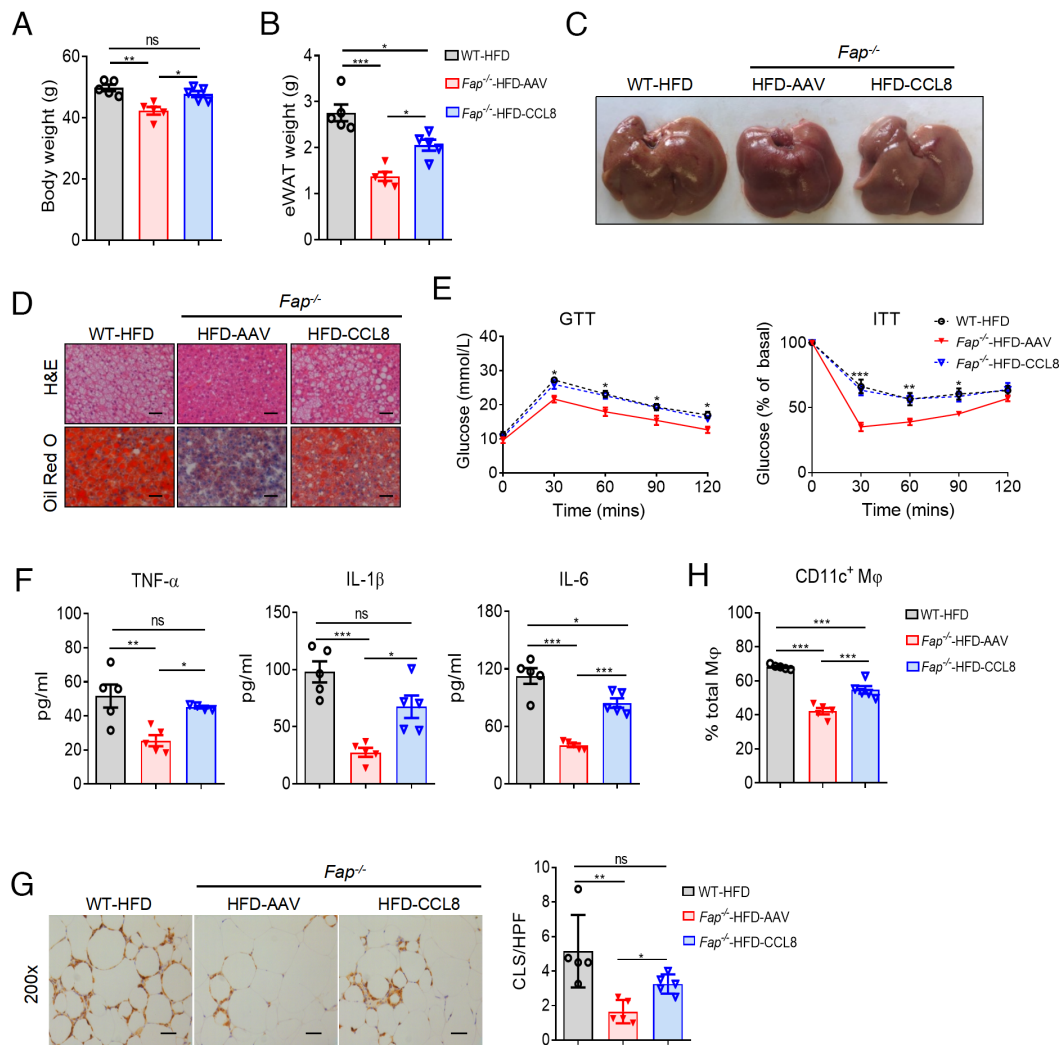 A
Body weight (g)
60
40
20
0
ns
**
*
B
eWAT weight (g)
4
3
2
1
0
*
***
*
WT-HFD
Fap-/--HFD-AAV
Fap-/--HFD-CCL8
C
Fap-/-
WT-HFD HFD-AAV HFD-CCL8
D
Fap-/-
WT-HFD HFD-AAV HFD-CCL8
H&E
Oil Red O
E
GTT
Glucose (mmol/L)
40
30
20
10
0
* * * *
0 30 60 90 120
Time (mins)
ITT
Glucose (% of basal)
100
50
0
*** ** *
0 30 60 90 120
Time (mins)
WT-HFD
Fap-/--HFD-AAV
Fap-/--HFD-CCL8
F
TNF-α
pg/ml
100
80
60
40
20
0
ns
**
*
IL-1β
pg/ml
150
100
50
0
ns
***
*
IL-6
pg/ml
180
120
60
0
*
***
***
H
CD11c+ Mφ
% total Mφ
100
80
60
40
20
0
***
***
***
WT-HFD
Fap-/--HFD-AAV
Fap-/--HFD-CCL8
G
Fap-/-
WT-HFD HFD-AAV HFD-CCL8
200x
CLS/HPF
10
8
6
4
2
0
ns
**
*
WT-HFD
Fap-/--HFD-AAV
Fap-/--HFD-CCL8